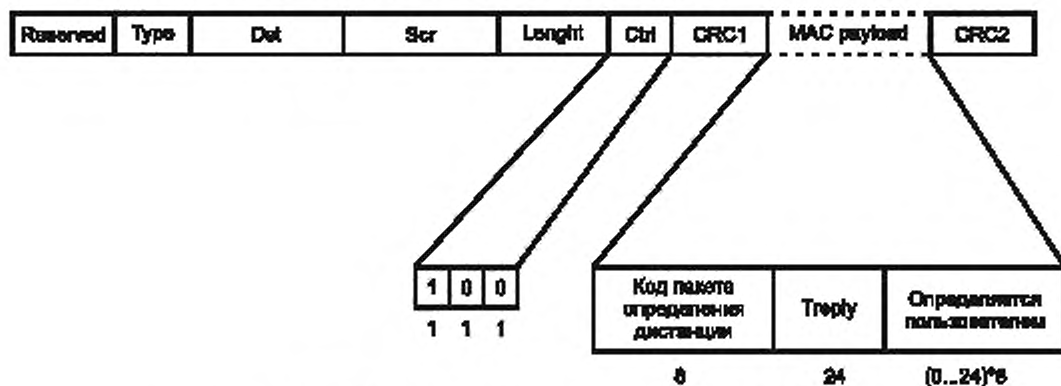 Reserved Type Dst Scr Lenght Ctrl CRC1 MAC payload CRC2
1 0 0
1 1 1
Код пакета
определения
дистанции
Treply
Определяется
пользователем
8 24 (0...24)*8